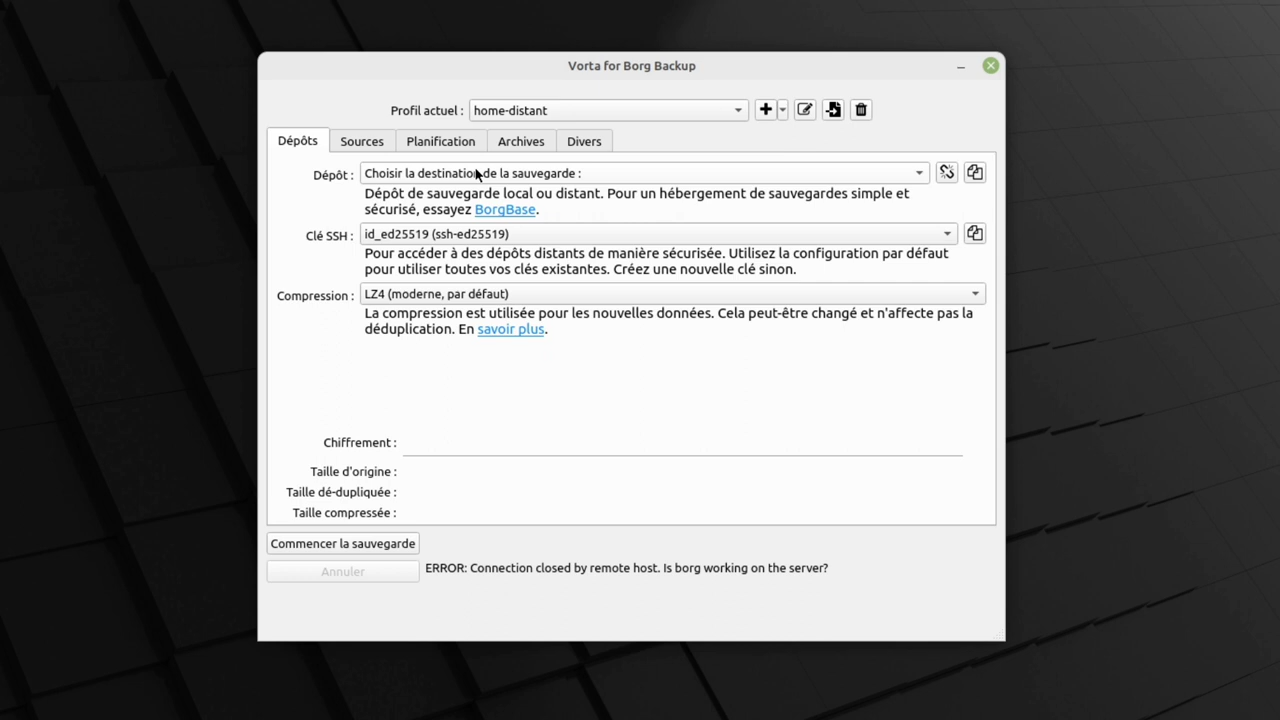 Vorta for Borg Backup
Profil actuel : home-distant
Dépôts Sources Planification Archives Divers
Dépôt : Choisir la destination de la sauvegarde :
Dépôt de sauvegarde local ou distant. Pour un hébergement de sauvegardes simple et
sécurisé, essayez BorgBase.
Clé SSH : id_ed25519 (ssh-ed25519)
Pour accéder à des dépôts distants de manière sécurisée. Utilisez la configuration par défaut
pour utiliser toutes vos clés existantes. Créez une nouvelle clé sinon.
Compression : LZ4 (moderne, par défaut)
La compression est utilisée pour les nouvelles données. Cela peut-être changé et n'affecte pas la
déduplication. En savoir plus.
Chiffrement :
Taille d'origine :
Taille dé-dupliquée :
Taille compressée :
Commencer la sauvegarde
Annuler ERROR: Connection closed by remote host. Is borg working on the server?